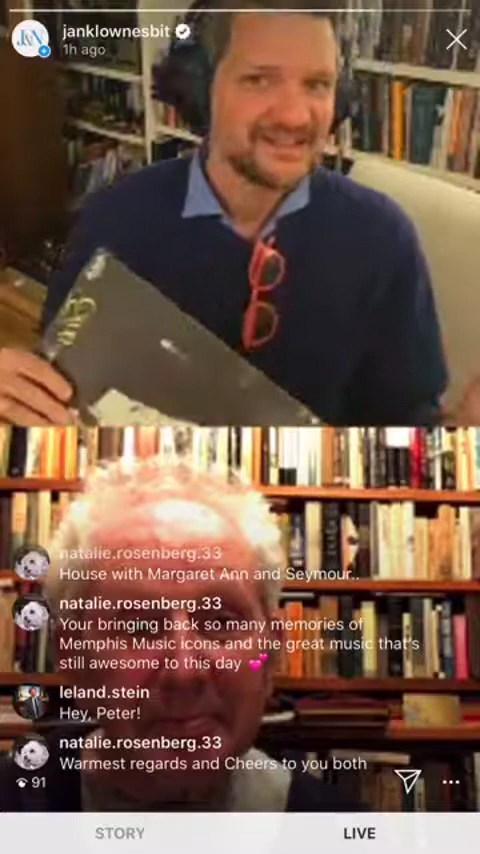 J&N
janklownesbit
1h ago
natalie.rosenberg.33
House with Margaret Ann and Seymour..
natalie.rosenberg.33
Your bringing back so many memories of
Memphis Music icons and the great music that's
still awesome to this day 💕
leland.stein
Hey, Peter!
natalie.rosenberg.33
Warmest regards and Cheers to you both
91
STORY
LIVE